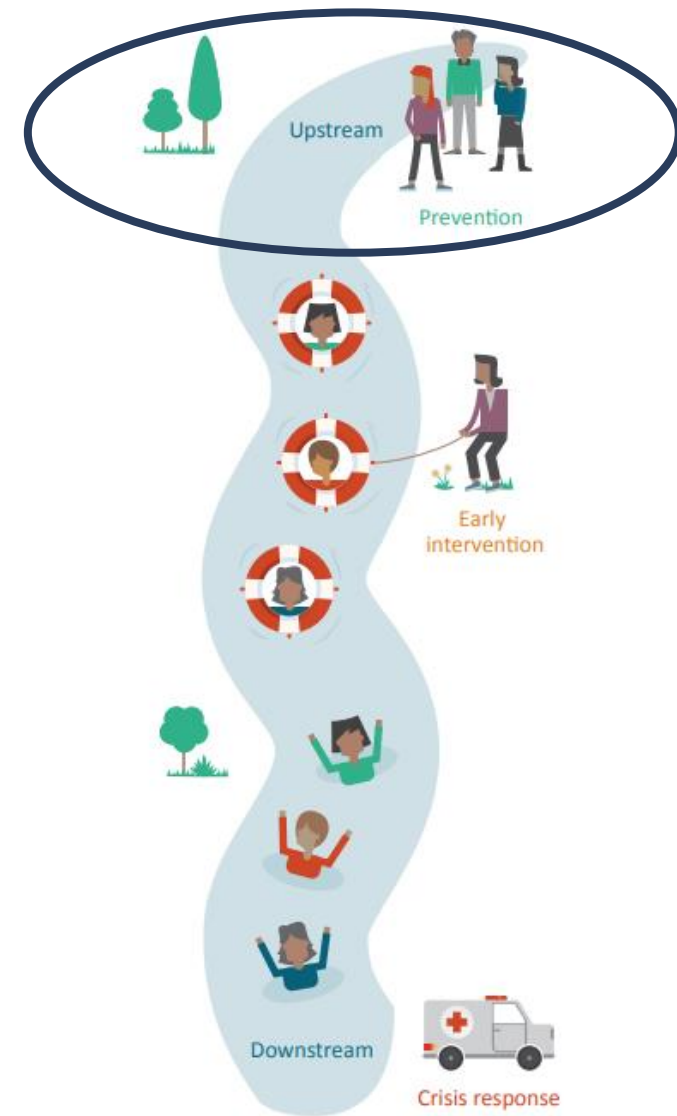 Upstream
Prevention
Early
intervention
Downstream
Crisis response